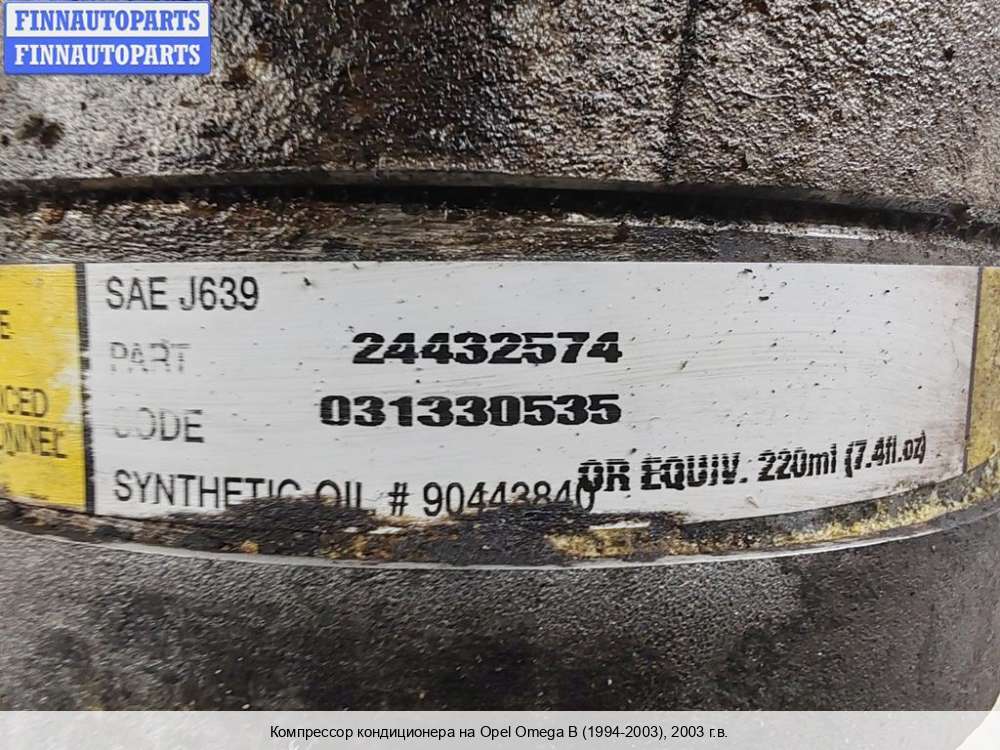 FINNAUTOPARTS
FINNAUTOPARTS
SAE J639
PART 24432574
CODE 031330535
SYNTHETIC OIL # 90443840 OR EQUIV. 220ml (7.4fl.oz)
Компрессор кондиционера на Opel Omega B (1994-2003), 2003 г.в.